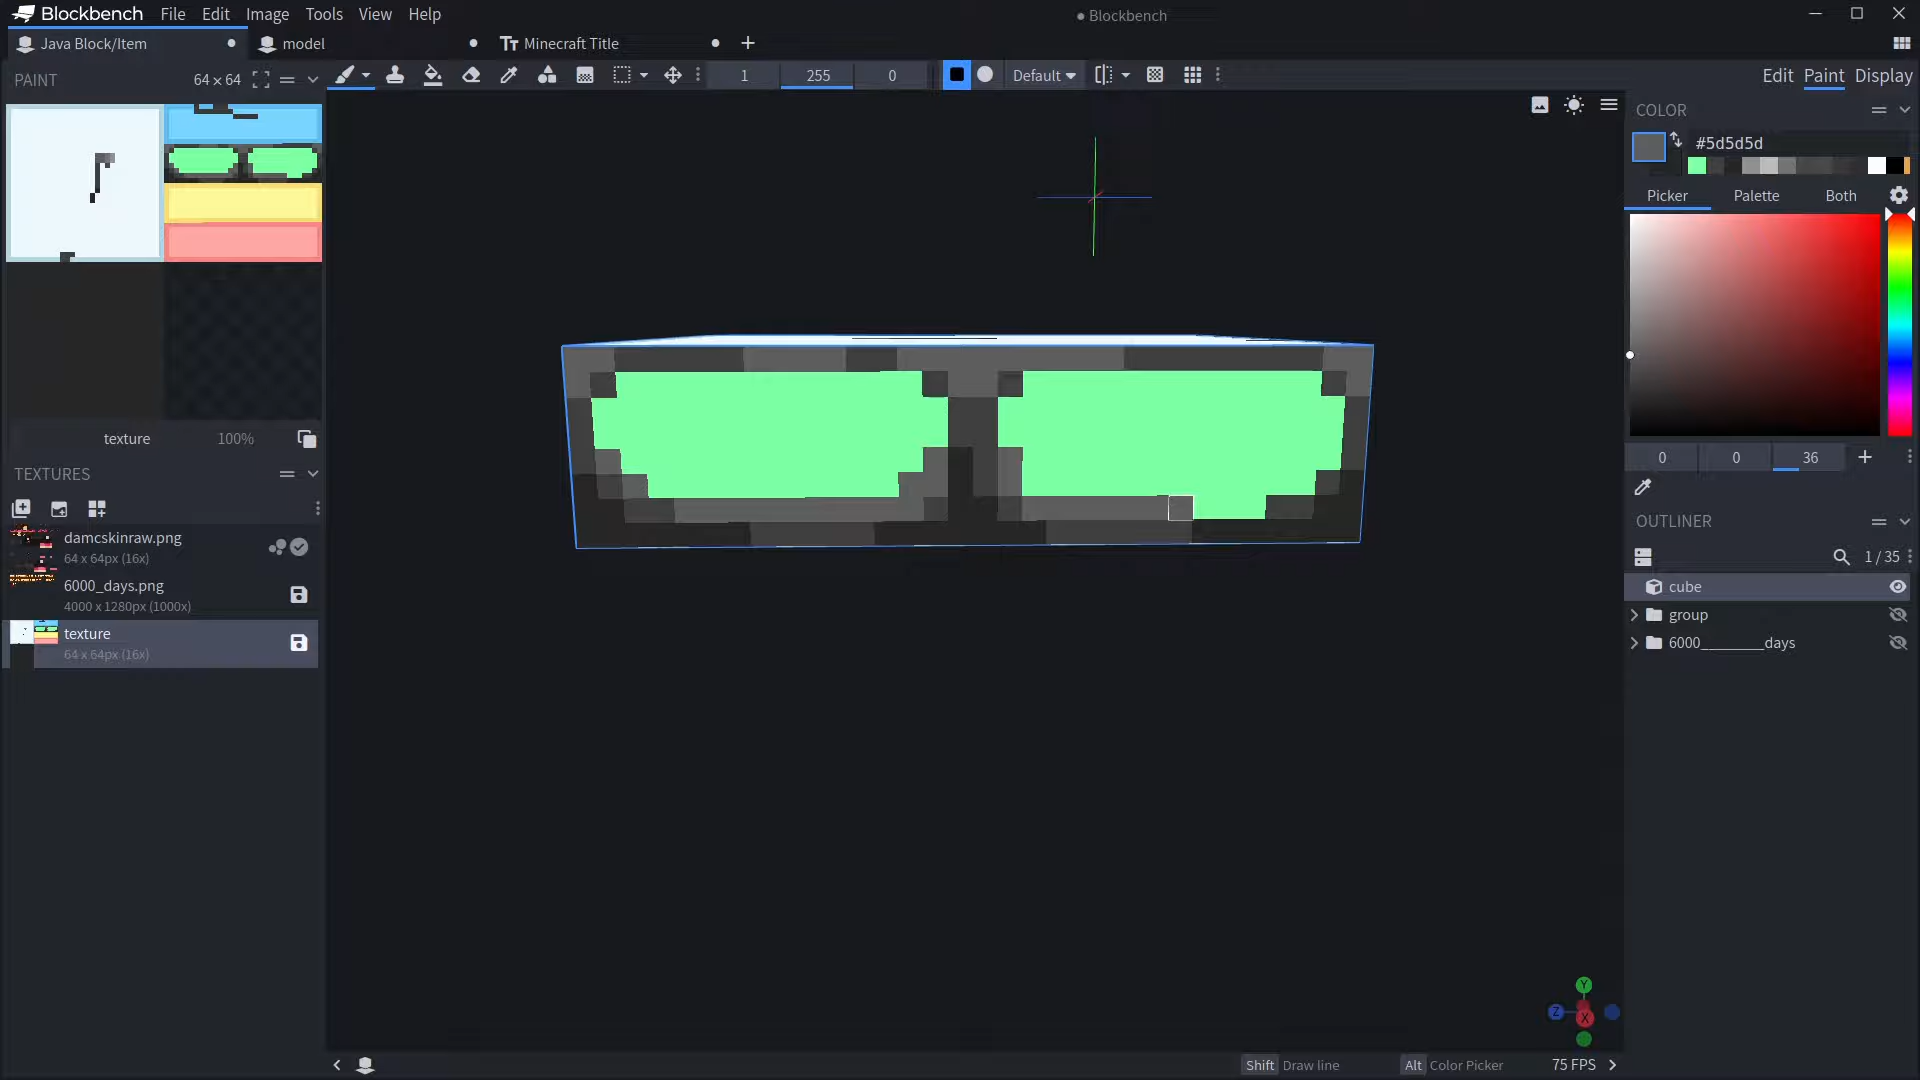 Blockbench File Edit Image Tools View Help
Blockbench
Java Block/Item
model
Minecraft Title
PAINT 64 × 64
1 255 0 Default
Edit Paint Display
COLOR
#5d5d5d
Picker Palette Both
0 0 36
texture 100%
TEXTURES
damcskinraw.png
64 x 64px (16x)
6000_days.png
4000 x 1280px (1000x)
texture
64 x 64px (16x)
OUTLINER
1 / 35
cube
group
6000________days
Y
Z
X
Shift Draw line Alt Color Picker 75 FPS